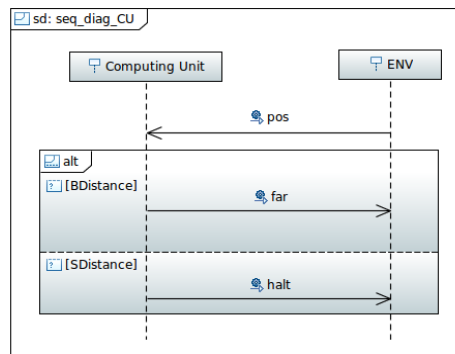 sd: seq_diag_CU
Computing Unit
ENV
pos
alt
[BDistance]
far
[SDistance]
halt